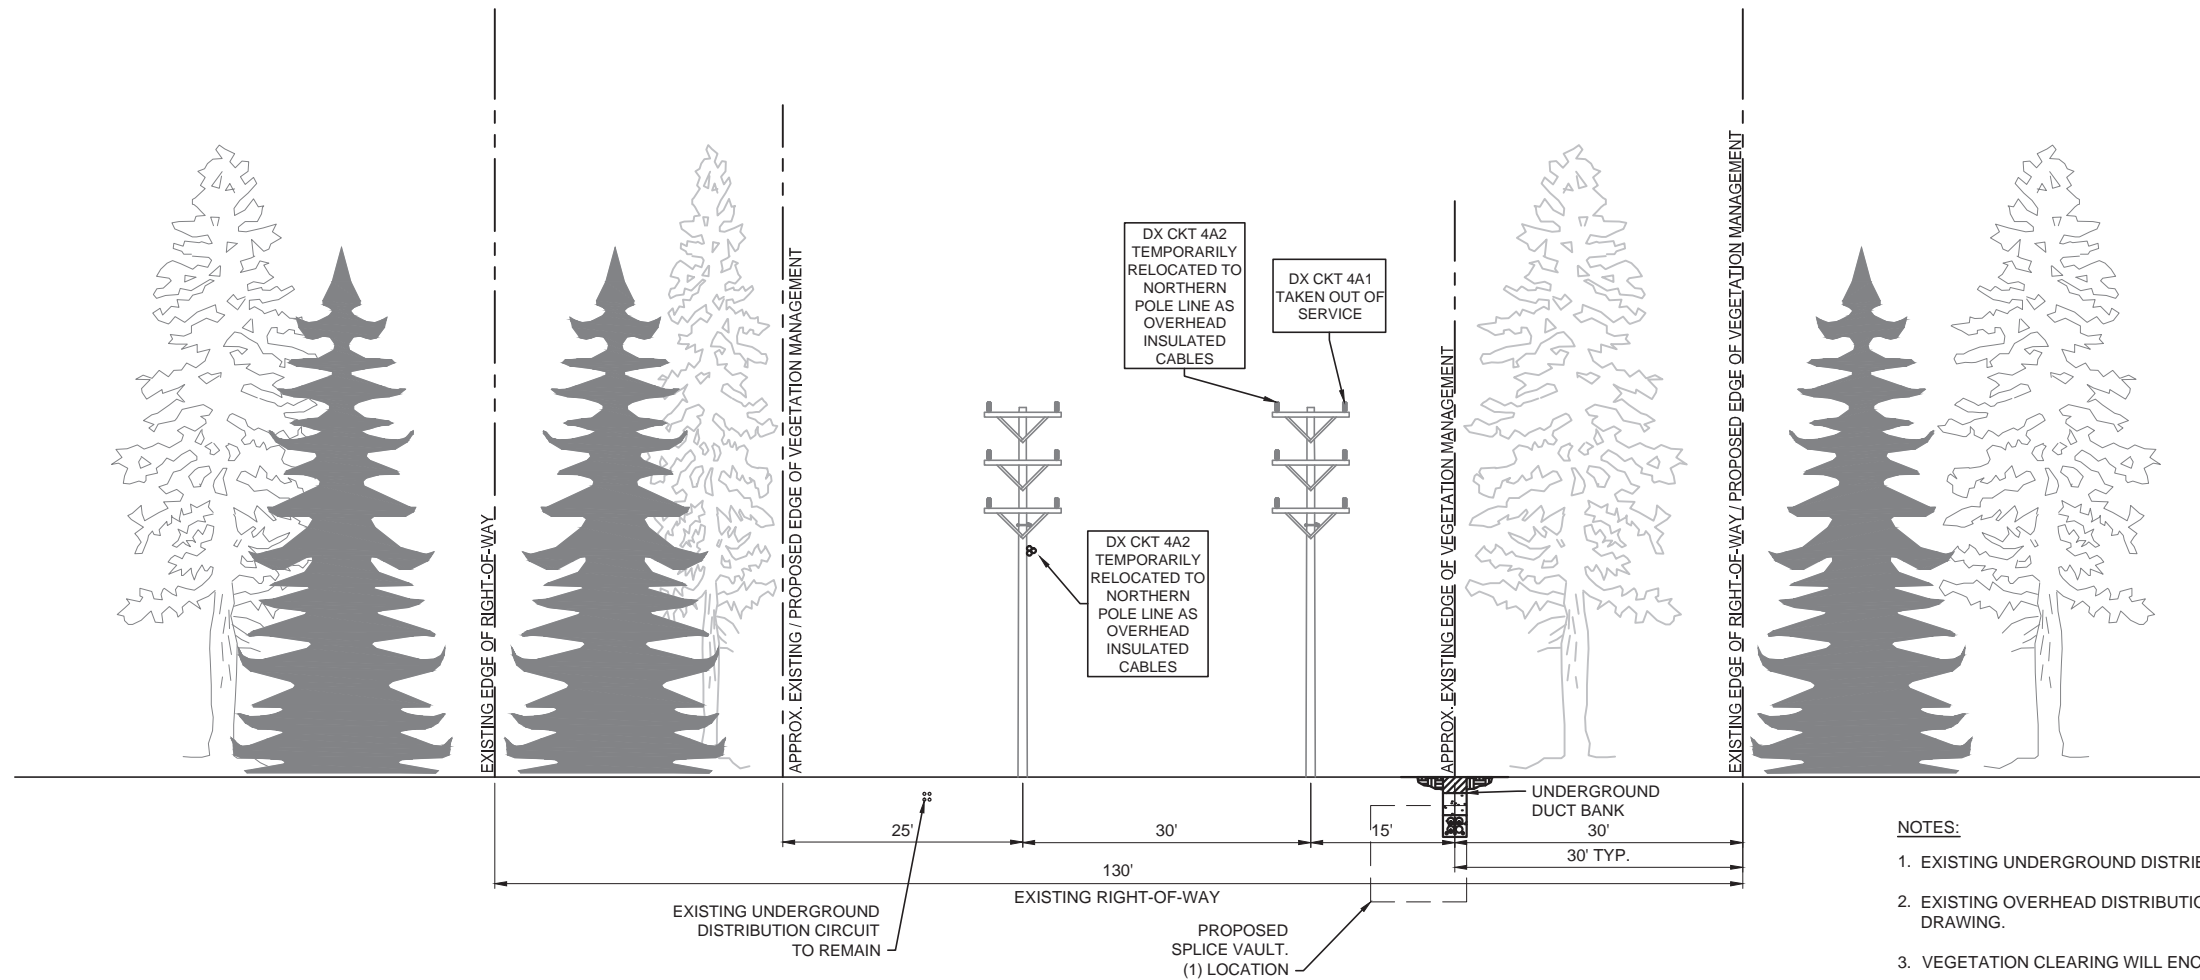 EXISTING EDGE OF RIGHT-OF-WAY
APPROX. EXISTING / PROPOSED EDGE OF VEGETATION MANAGEMENT
DX CKT 4A2
TEMPORARILY
RELOCATED TO
NORTHERN
POLE LINE AS
OVERHEAD
INSULATED
CABLES
DX CKT 4A1
TAKEN OUT OF
SERVICE
DX CKT 4A2
TEMPORARILY
RELOCATED TO
NORTHERN
POLE LINE AS
OVERHEAD
INSULATED
CABLES
APPROX. EXISTING EDGE OF VEGETATION MANAGEMENT
EXISTING EDGE OF RIGHT-OF-WAY / PROPOSED EDGE OF VEGETATION MANAGEMENT
UNDERGROUND
DUCT BANK
25'
30'
15'
30'
30' TYP.
130'
EXISTING RIGHT-OF-WAY
EXISTING UNDERGROUND
DISTRIBUTION CIRCUIT
TO REMAIN
PROPOSED
SPLICE VAULT.
(1) LOCATION
NOTES:
1. EXISTING UNDERGROUND
2. EXISTING OVERHEAD
DRAWING.
3. VEGETATION CLEARING WILL